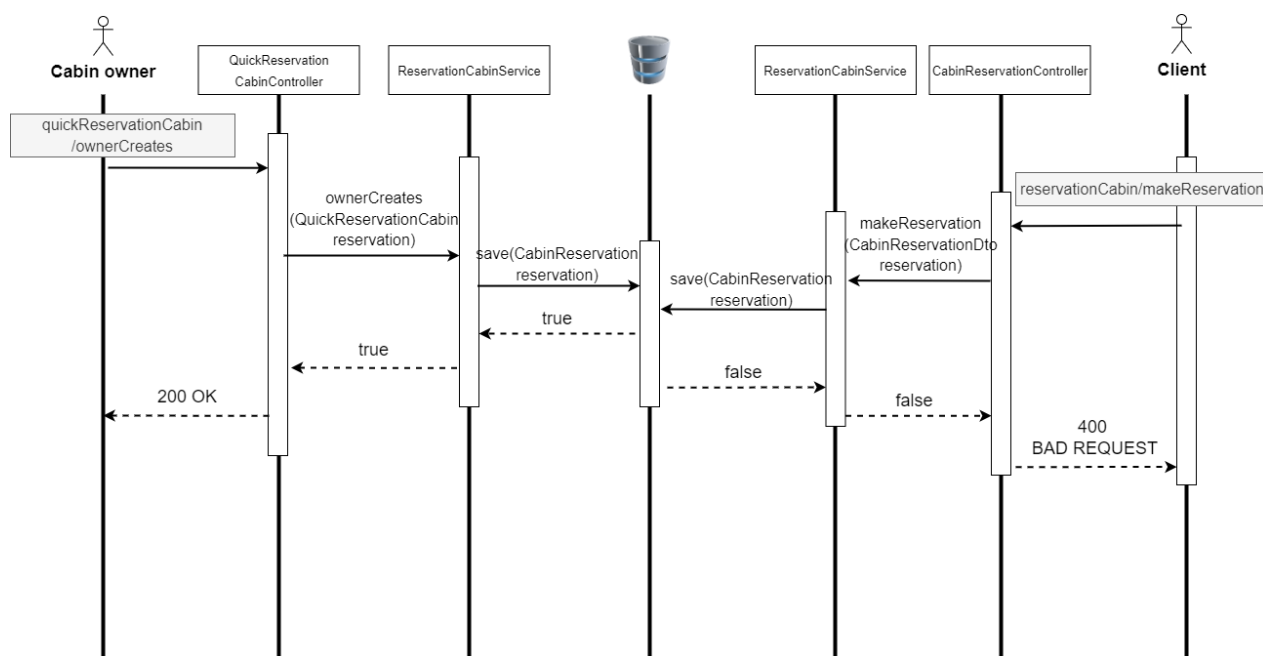 Cabin owner
QuickReservation
CabinController
ReservationCabinService
ReservationCabinService
CabinReservationController
Client
quickReservationCabin
/ownerCreates
ownerCreates
(QuickReservationCabin
reservation)
save(CabinReservation
reservation)
true
true
200 OK
reservationCabin/makeReservation
makeReservation
(CabinReservationDto
reservation)
save(CabinReservation
reservation)
false
false
400
BAD REQUEST